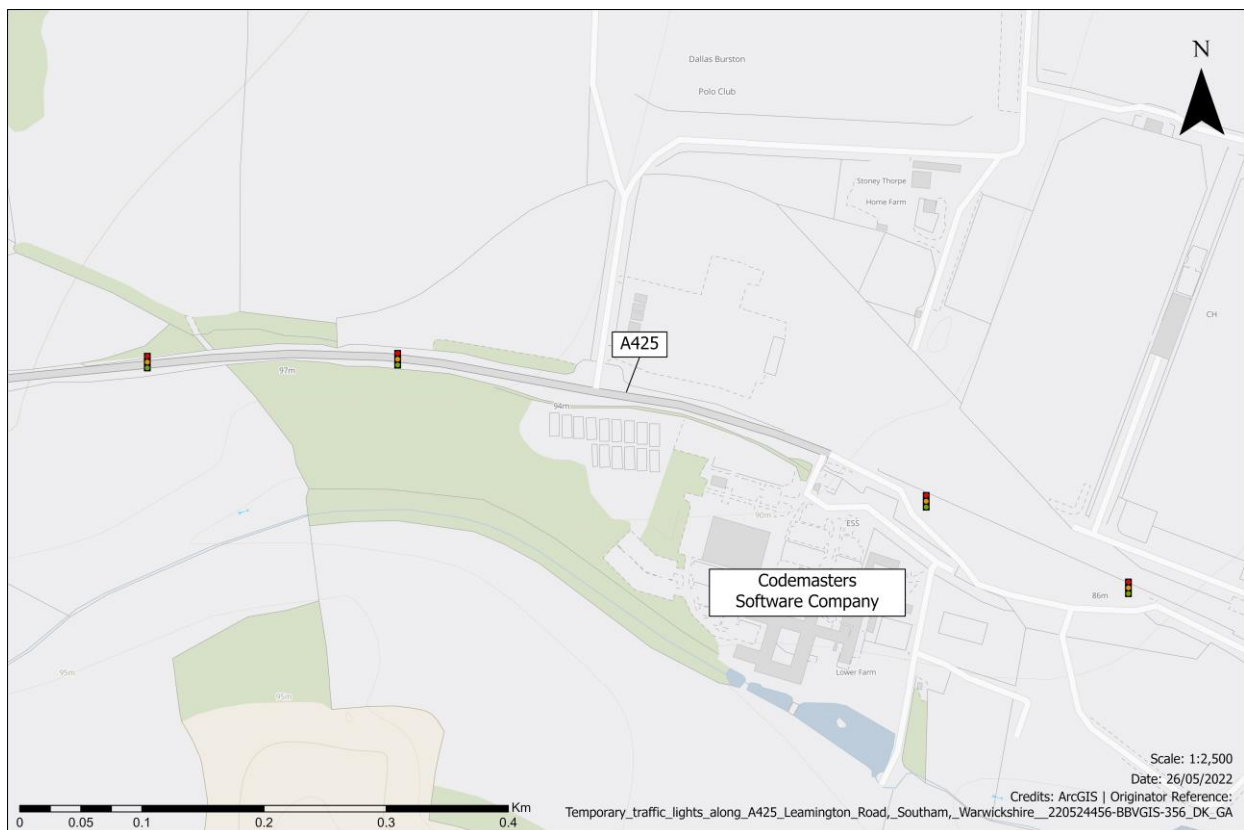 Dallas Burston
Polo Club
N
Stoney Thorpe
Home Farm
CH
A425
97m
94m
90m
ESS
Codemasters
Software Company
86m
Lower Farm
95m
95m
Scale: 1:2,500
Date: 26/05/2022
Credits: ArcGIS | Originator Reference:
Temporary_traffic_lights_along_A425_Leamington_Road,_Southam,_Warwickshire__220524456-BBVGIS-356_DK_GA
Km
0 0.05 0.1 0.2 0.3 0.4